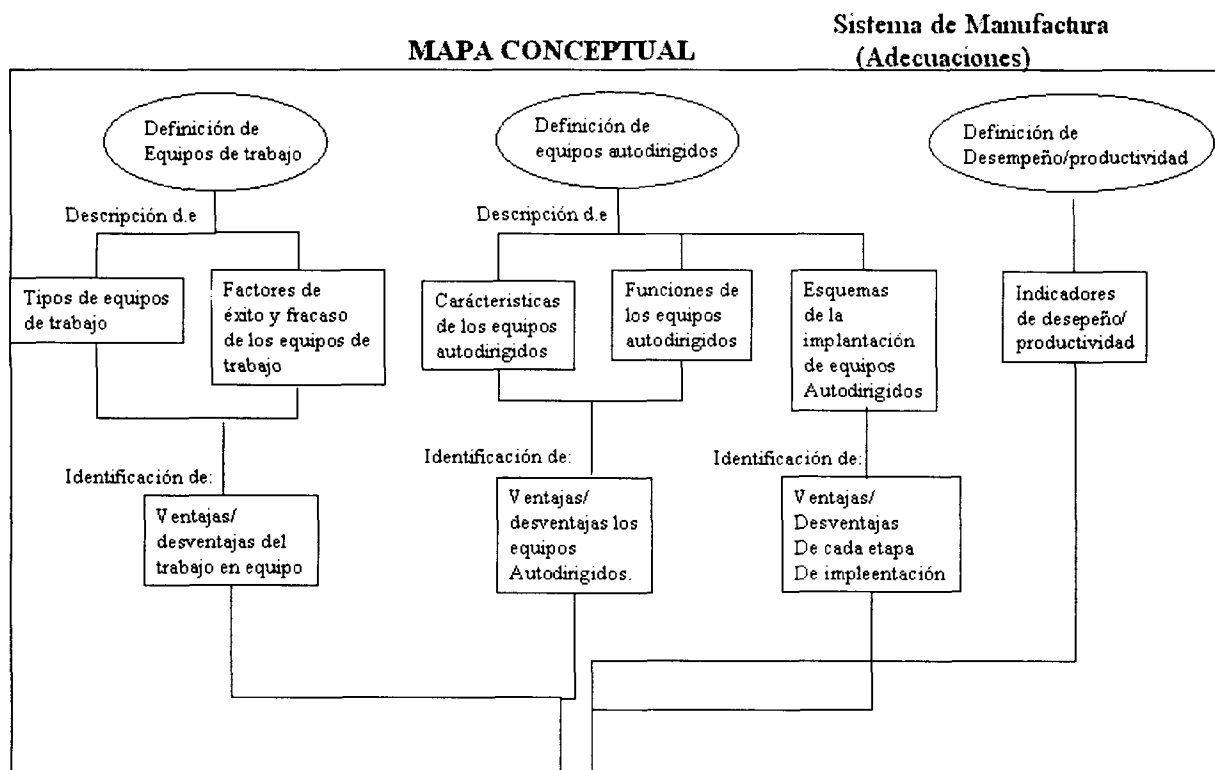 Sistema de Manufactura
(Adecuaciones)
MAPA CONCEPTUAL
Definición de
Equipos de trabajo
Definición de
equipos autodirigidos
Definición de
Desempeño/productividad
Descripción d.e
Descripción de
Tipos de equipos
de trabajo
Factores de
éxito y fracaso
de los equipos de
trabajo
Carácteristicas
de los equipos
autodirigidos
Funciones de
los equipos
autodirigidos
Esquemas
de la
implantación
de equipos
Autodirigidos
Indicadores
de desepeño/
productividad
Identificación de:
Identificación de:
Identificación de:
Ventajas/
desventajas del
trabajo en equipo
Ventajas/
desventajas los
equipos
Autodirigidos.
Ventajas/
Desventajas
De cada etapa
De impleentación